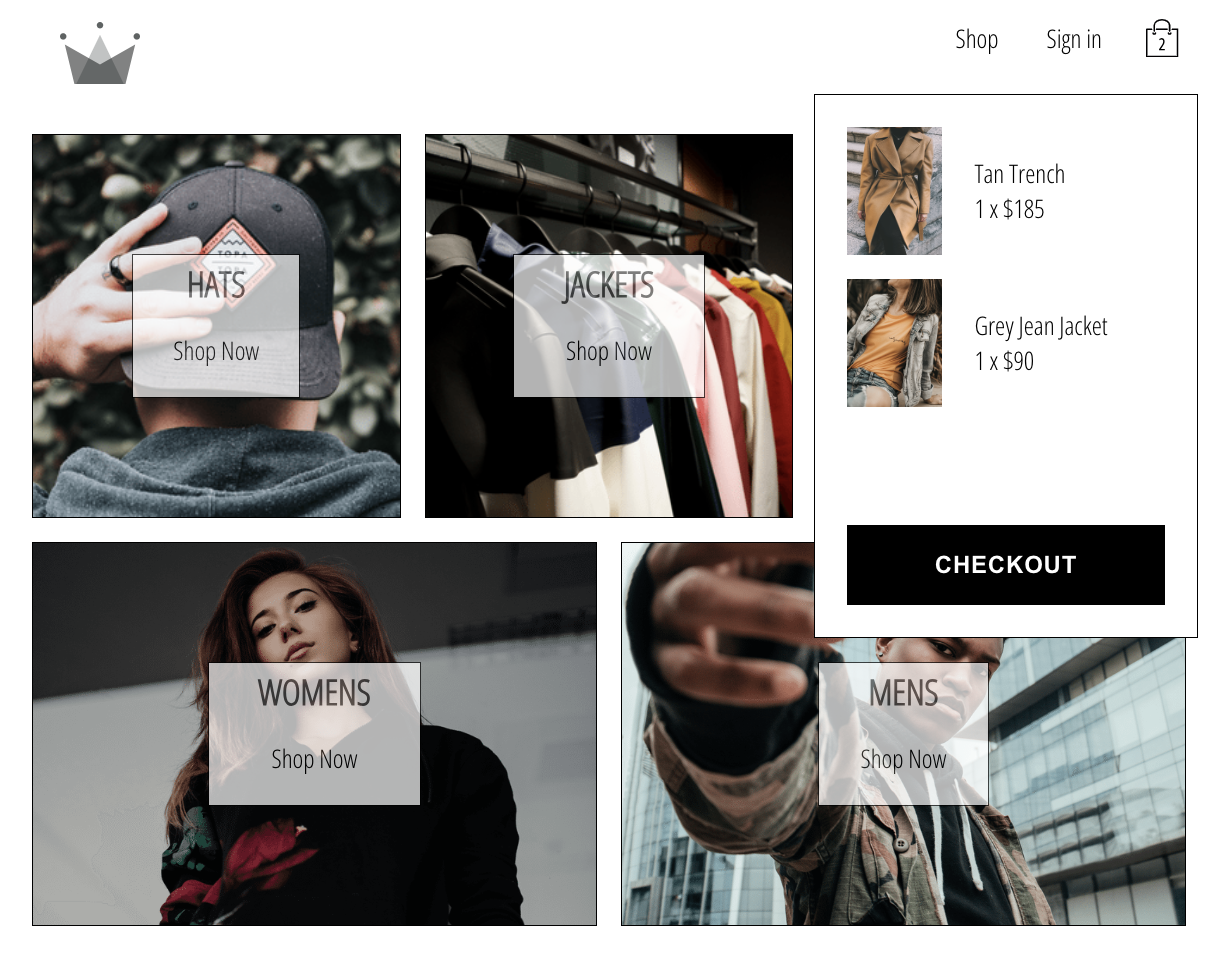 Shop
Sign in
2
Tan Trench
1 x $185
Grey Jean Jacket
1 x $90
CHECKOUT
HATS
Shop Now
JACKETS
Shop Now
WOMENS
Shop Now
MENS
Shop Now